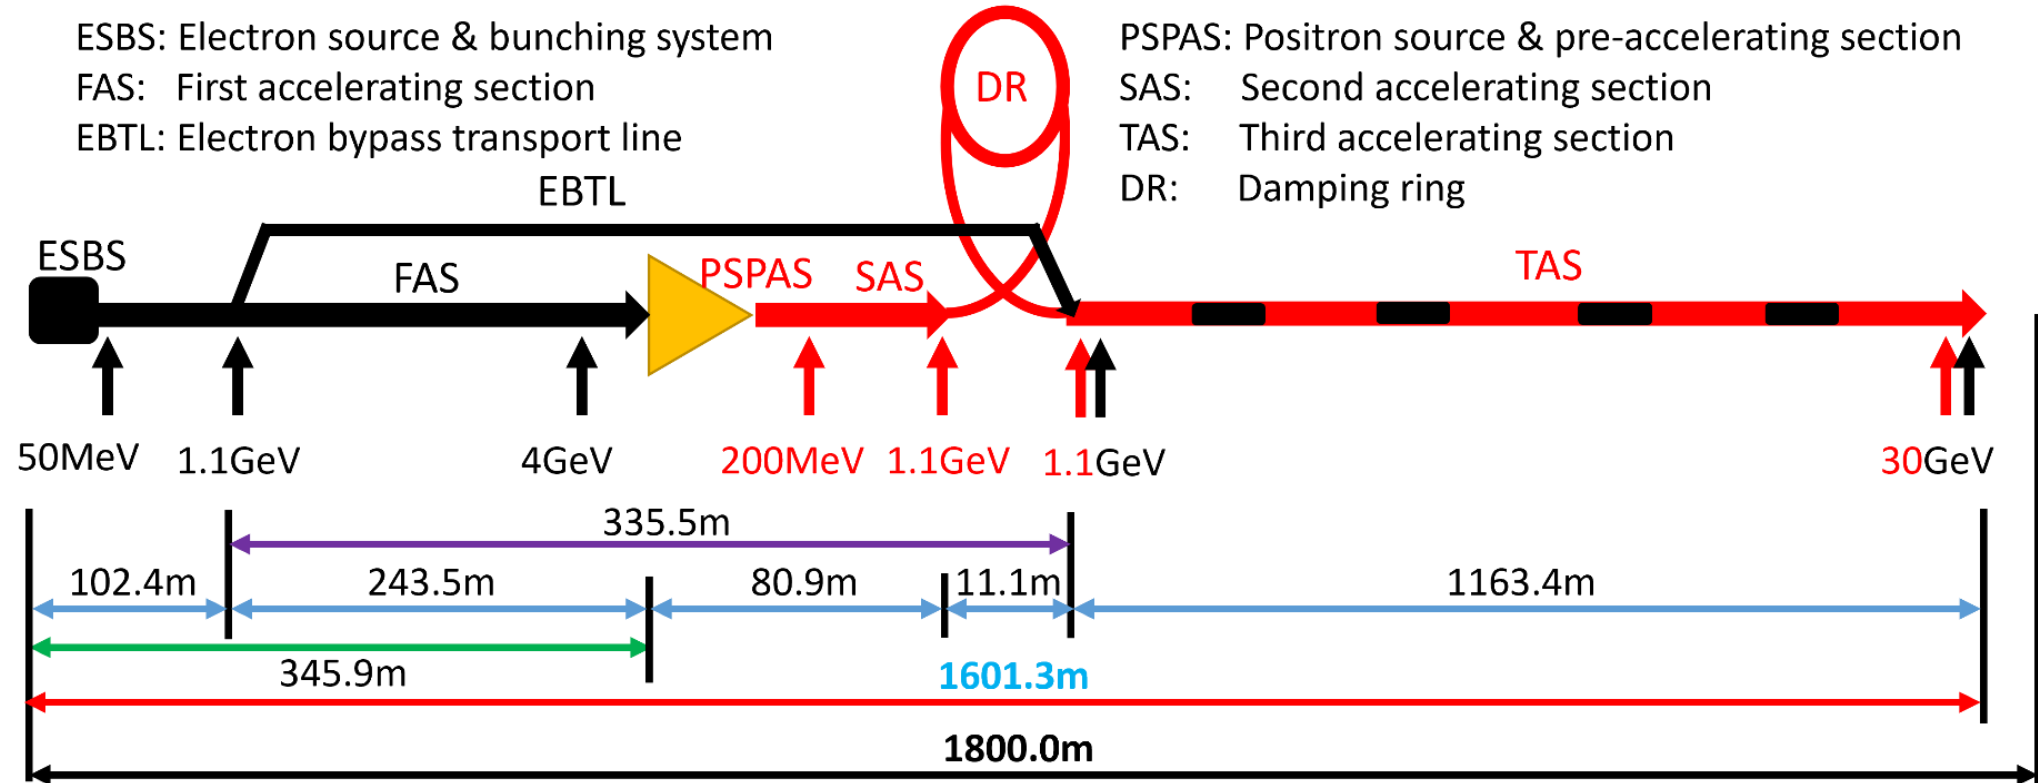 ESBS: Electron source & bunching system
FAS: First accelerating section
EBTL: Electron bypass transport line
PSPAS: Positron source & pre-accelerating section
SAS: Second accelerating section
TAS: Third accelerating section
DR: Damping ring
DR
EBTL
ESBS
FAS
PSPAS
SAS
TAS
50MeV
1.1GeV
4GeV
200MeV
1.1GeV
1.1GeV
30GeV
335.5m
102.4m
243.5m
80.9m
11.1m
1163.4m
345.9m
1601.3m
1800.0m